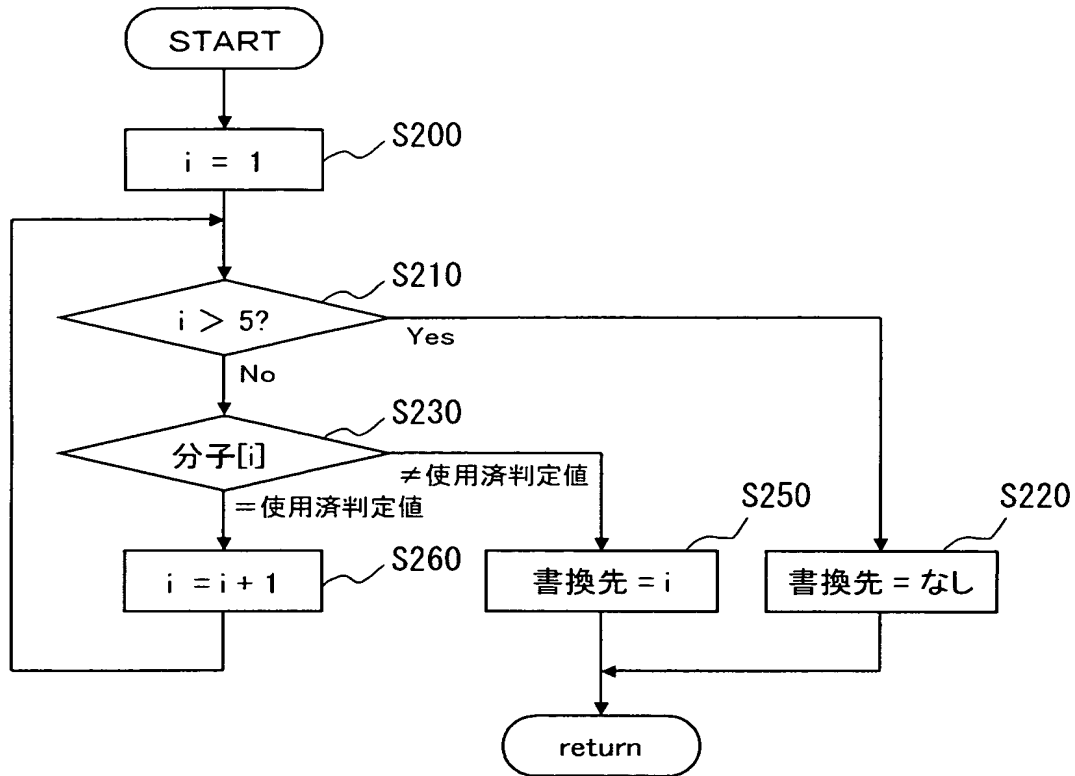 START
S200
i = 1
S210
i > 5?
Yes
No
S230
分子[i]
≠使用済判定値
=使用済判定値
S250
S220
S260
i = i + 1
書換先 = i
書換先 = なし
return